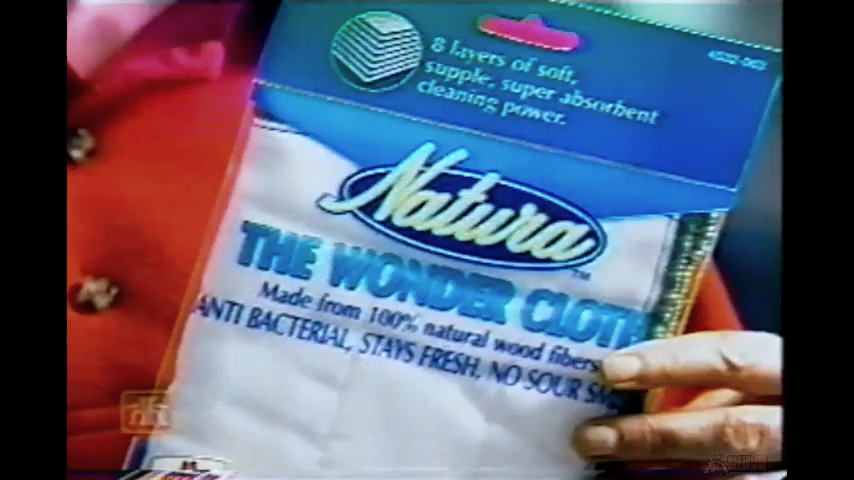 8 layers of soft,
supple, super absorbent
cleaning power.
Natura™
THE WONDER CLOTH
Made from 100% natural wood fibers
ANTI BACTERIAL, STAYS FRESH, NO SOUR